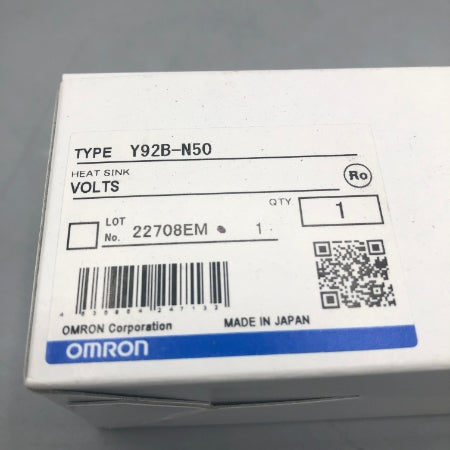 TYPE Y92B-N50
HEAT SINK
VOLTS
Ro
QTY 1
LOT No. 22708EM • 1
OMRON Corporation MADE IN JAPAN
OMRON